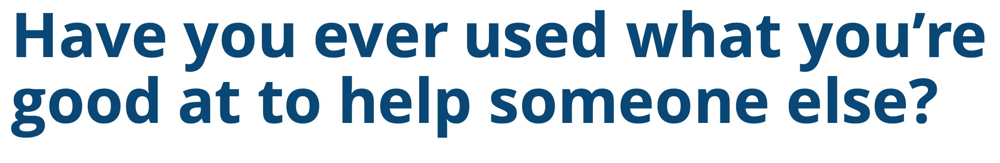 Have you ever used what you’re
good at to help someone else?